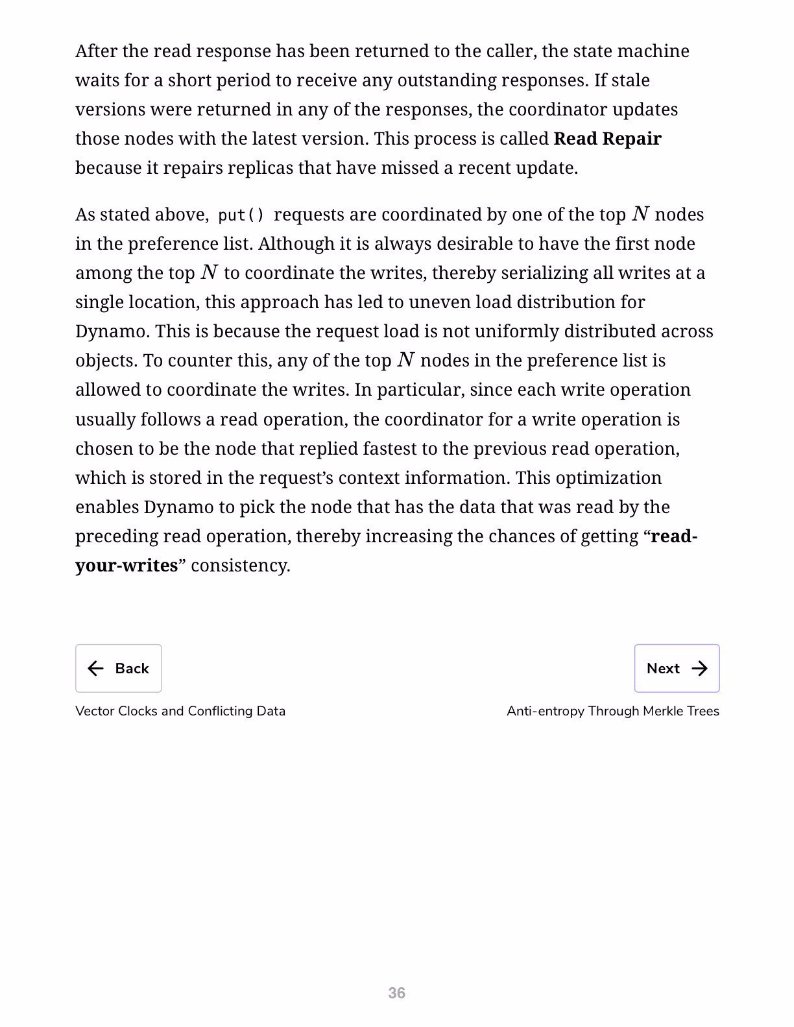 After the read response has been returned to the caller, the state machine
waits for a short period to receive any outstanding responses. If stale
versions were returned in any of the responses, the coordinator updates
those nodes with the latest version. This process is called Read Repair
because it repairs replicas that have missed a recent update.
As stated above, put() requests are coordinated by one of the top N nodes
in the preference list. Although it is always desirable to have the first node
among the top N to coordinate the writes, thereby serializing all writes at a
single location, this approach has led to uneven load distribution for
Dynamo. This is because the request load is not uniformly distributed across
objects. To counter this, any of the top N nodes in the preference list is
allowed to coordinate the writes. In particular, since each write operation
usually follows a read operation, the coordinator for a write operation is
chosen to be the node that replied fastest to the previous read operation,
which is stored in the request’s context information. This optimization
enables Dynamo to pick the node that has the data that was read by the
preceding read operation, thereby increasing the chances of getting “read-
your-writes” consistency.
← Back
Next →
Vector Clocks and Conflicting Data
Anti-entropy Through Merkle Trees
36